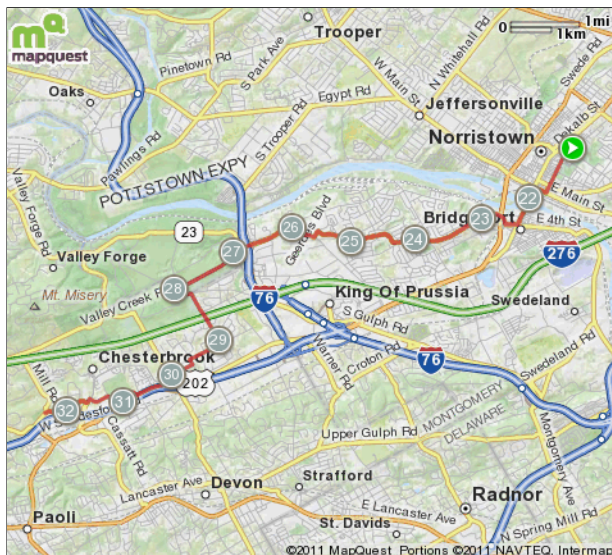 mapquest
Trooper
0 1mi
1km
Pinetown Rd
S Park Ave
W Main St
N Whitehall Rd
Swede Rd
Oaks
Egypt Rd
Jeffersonville
Dekalb St
Pawlings Rd
S Trooper Rd
Norristown
POTTSTOWN EXPY
Valley Forge Rd
22
E Main St
23
26
Geerdes Blvd
23
Bridgeport
E 4th St
Valley Forge
27
25
24
276
Mt. Misery
28
Valley Creek
76
King Of Prussia
Swedeland
29
S Gulph Rd
Chesterbrook
Warner Rd
Croton Rd
76
Swedeland Rd
Mill Rd
30
202
32
31
MONTGOMERY
DELAWARE
Cassatt Rd
Upper Gulph Rd
Montgomery Ave
Lancaster Ave
Devon
Strafford
E Lancaster Ave
Radnor
Paoli
St. Davids
N Spring Mill Rd
©2011 MapQuest Portions ©2011 NAVTEQ, Intermap